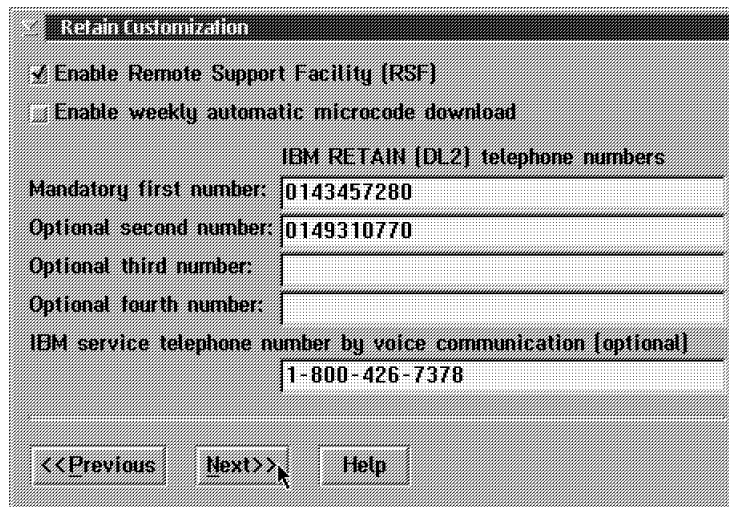 Retain Customization
Enable Remote Support Facility (RSF)
Enable weekly automatic microcode download
IBM RETAIN (DL2) telephone numbers
Mandatory first number: 0143457280
Optional second number: 0149310770
Optional third number:
Optional fourth number:
IBM service telephone number by voice communication (optional)
1-800-426-7378
<<Previous Next>> Help